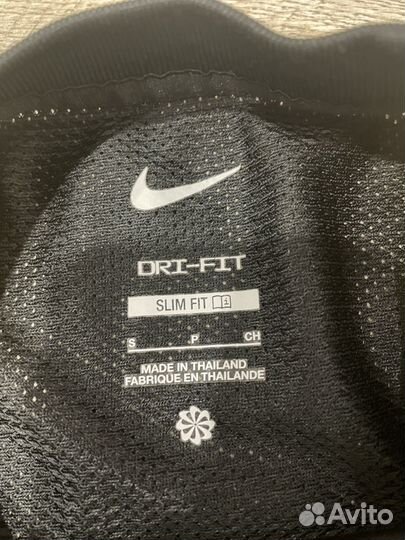 DRI-FIT
SLIM FIT
S P CH
MADE IN THAILAND
FABRIQUE EN THAILANDE
Avito